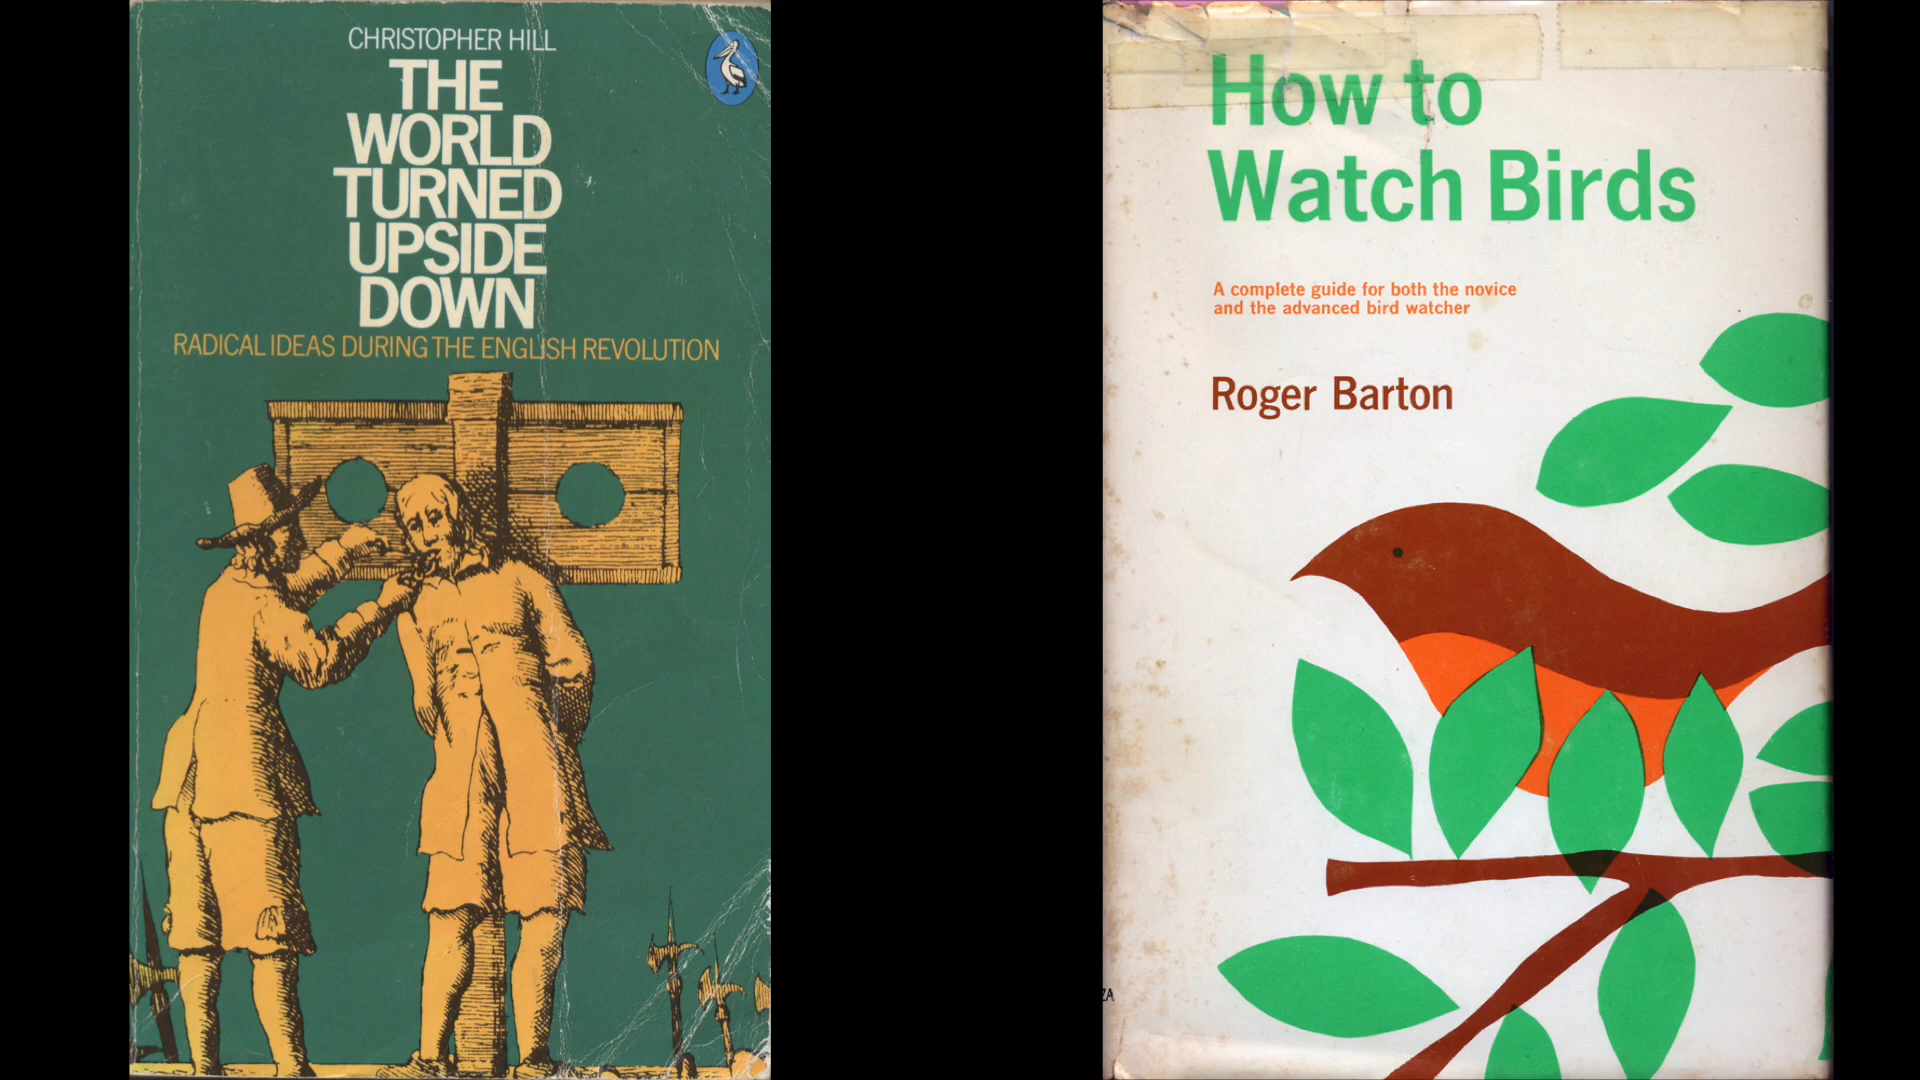 CHRISTOPHER HILL
THE
WORLD
TURNED
UPSIDE
DOWN
RADICAL IDEAS DURING THE ENGLISH REVOLUTION
How to
Watch Birds
A complete guide for both the novice
and the advanced bird watcher
Roger Barton
ZA